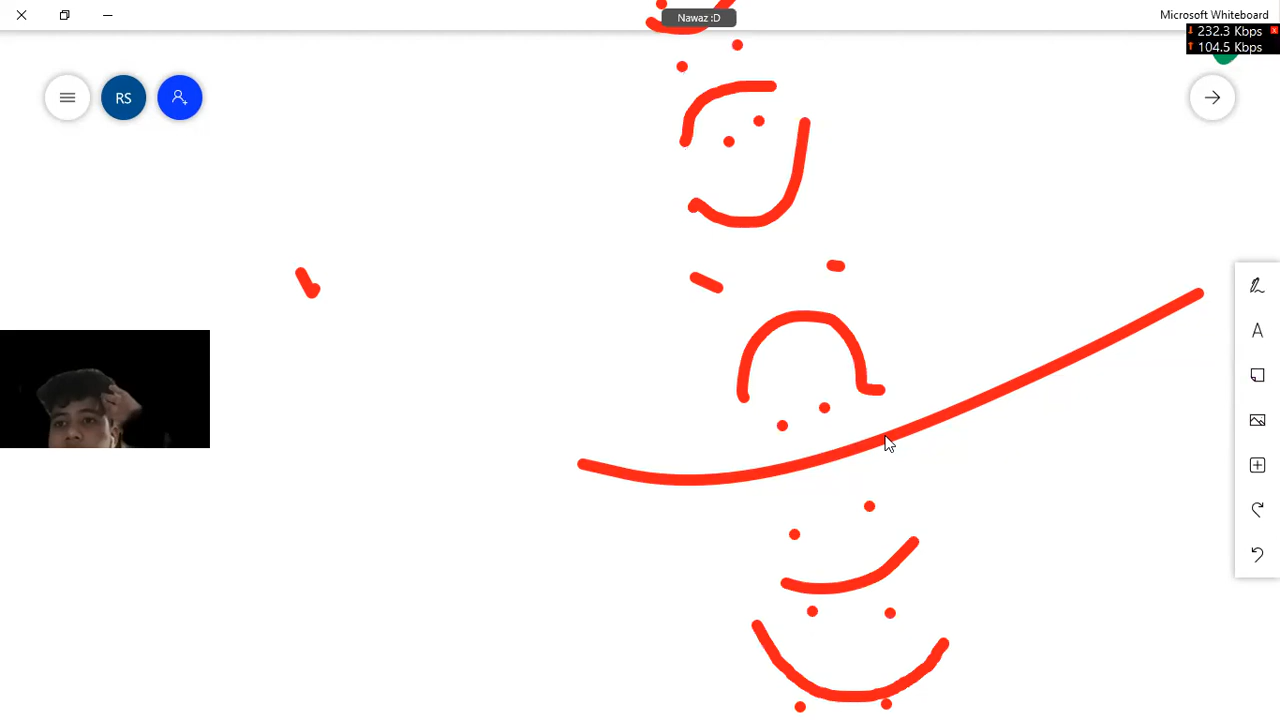 Microsoft Whiteboard
Nawaz :D
232.3 Kbps x
104.5 Kbps
RS
A